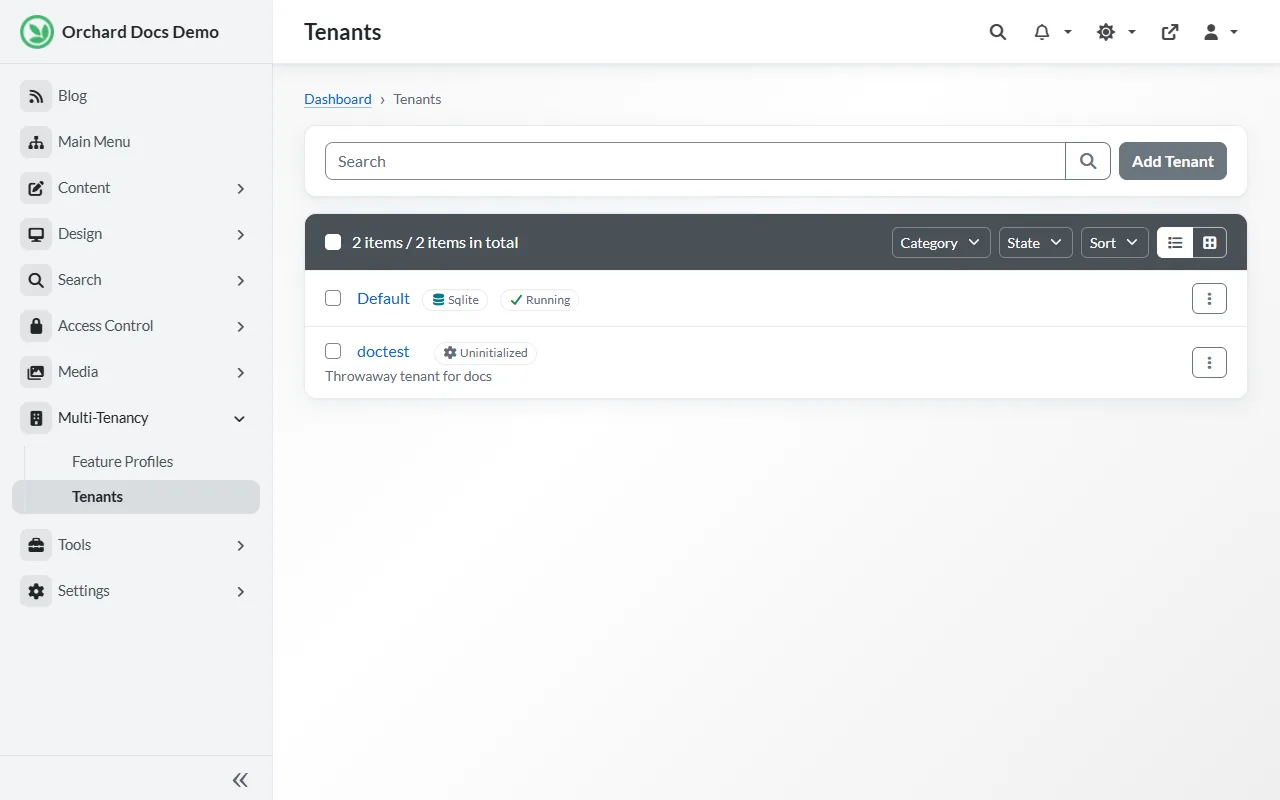 Orchard Docs Demo
Tenants
Blog
Main Menu
Content
Design
Search
Access Control
Media
Multi-Tenancy
Feature Profiles
Tenants
Tools
Settings
Dashboard › Tenants
Search
Add Tenant
2 items / 2 items in total
Category
State
Sort
Default Sqlite Running
doctest Uninitialized
Throwaway tenant for docs